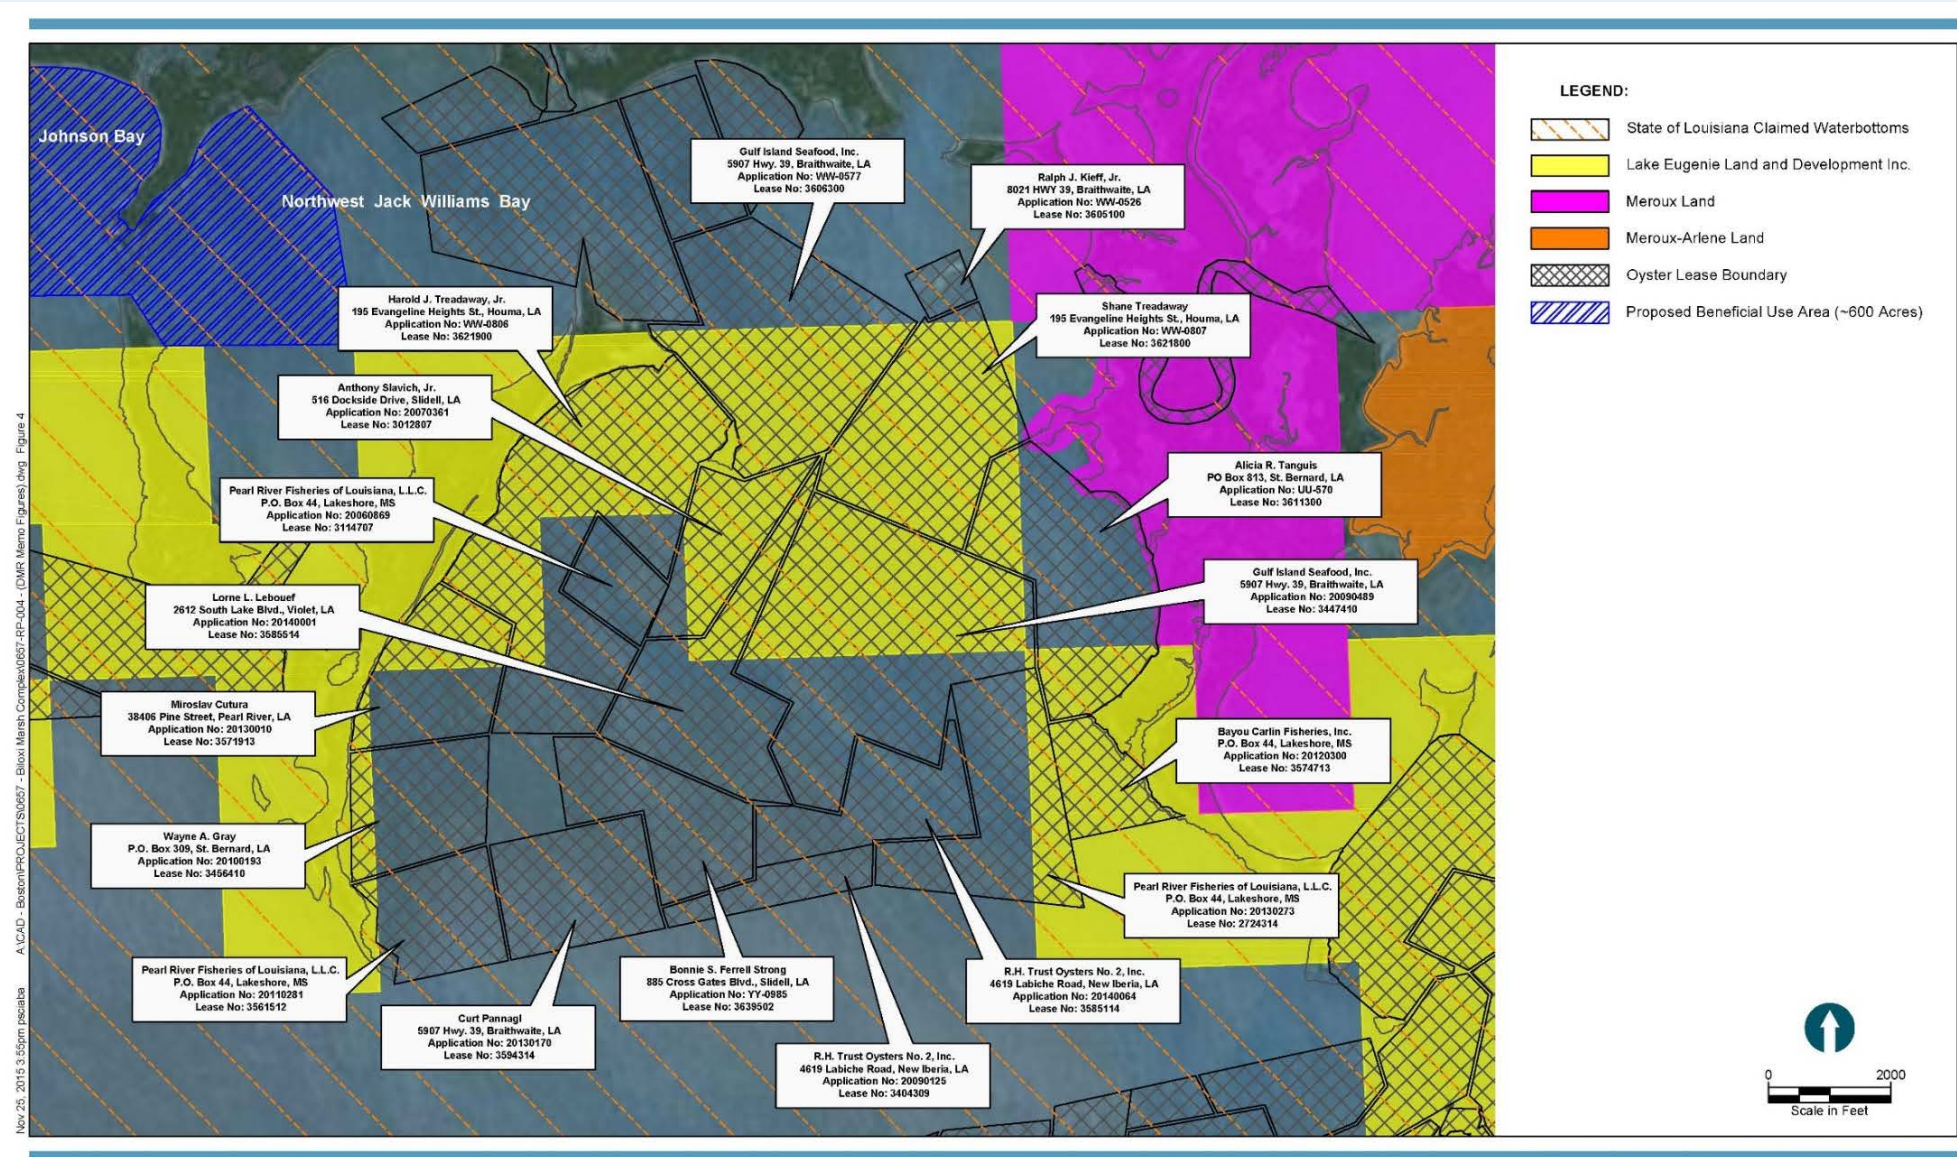 Johnson Bay
Northwest Jack Williams Bay
Gulf Island Seafood, Inc.
5907 Hwy. 39, Braithwaite, LA
Application No: WW-0577
Lease No: 3606300
Ralph J. Kieff, Jr.
8021 HWY 39, Braithwaite, LA
Application No: WW-0526
Lease No: 3605100
Harold J. Treadaway, Jr.
195 Evangeline Heights St., Houma, LA
Application No: WW-0806
Lease No: 3621900
Shane Treadaway
195 Evangeline Heights St., Houma, LA
Application No: WW-0807
Lease No: 3621800
Anthony Slavich, Jr.
516 Dockside Drive, Slidell, LA
Application No: 20070361
Lease No: 3012807
Alicia R. Tanguis
PO Box 813, St. Bernard, LA
Application No: UU-570
Lease No: 3611300
Pearl River Fisheries of Louisiana, L.L.C.
P.O. Box 44, Lakeshore, MS
Application No: 20060869
Lease No: 3114707
Gulf Island Seafood, Inc.
5907 Hwy. 39, Braithwaite, LA
Application No: 20090489
Lease No: 3447410
Lorne L. Lebouef
2612 South Lake Blvd., Violet, LA
Application No: 20140001
Lease No: 3585514
Miroslav Cutura
38406 Pine Street, Pearl River, LA
Application No: 20130010
Lease No: 3571913
Bayou Carlin Fisheries, Inc.
P.O. Box 44, Lakeshore, MS
Application No: 20120300
Lease No: 3574713
Wayne A. Gray
P.O. Box 309, St. Bernard, LA
Application No: 20100193
Lease No: 3456410
Pearl River Fisheries of Louisiana, L.L.C.
P.O. Box 44, Lakeshore, MS
Application No: 20130273
Lease No: 2724314
Pearl River Fisheries of Louisiana, L.L.C.
P.O. Box 44, Lakeshore, MS
Application No: 20110281
Lease No: 3561512
Bonnie S. Ferrell Strong
885 Cross Gates Blvd., Slidell, LA
Application No: YY-0985
Lease No: 3639502
R.H. Trust Oysters No. 2, Inc.
4619 Labiche Road, New Iberia, LA
Application No: 20140064
Lease No: 3585114
Curt Pannagl
5907 Hwy. 39, Braithwaite, LA
Application No: 20130170
Lease No: 3594314
R.H. Trust Oysters No. 2, Inc.
4619 Labiche Road, New Iberia, LA
Application No: 20090125
Lease No: 3404309
LEGEND:
State of Louisiana Claimed Waterbottoms
Lake Eugenie Land and Development Inc.
Meroux Land
Meroux-Arlene Land
Oyster Lease Boundary
Proposed Beneficial Use Area (~600 Acres)
0 2000
Scale in Feet
Nov 25, 2015 3:55pm psciaba A:\CAD - Boston\PROJECTS\0657 - Biloxi Marsh Complex\0657-RP-004 - (DMR Memo Figures).dwg Figure 4